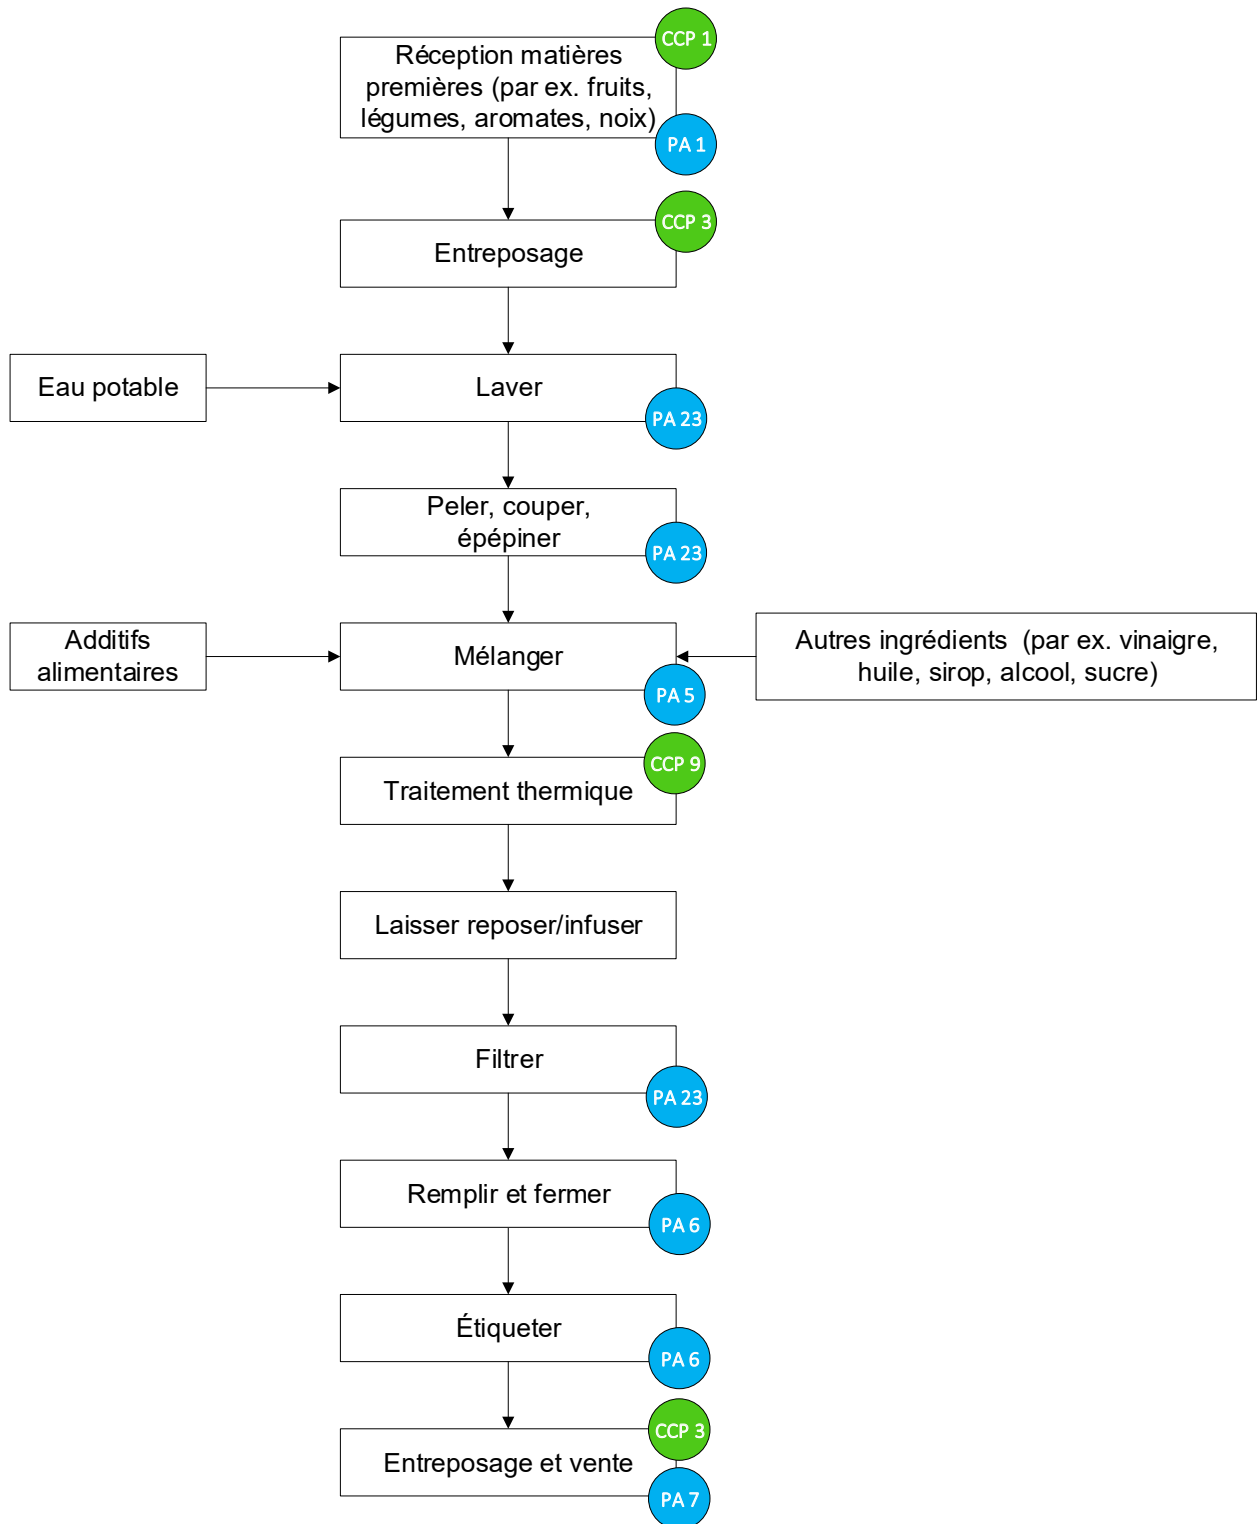 CCP 1
Réception matières
premières (par ex. fruits,
légumes, aromates, noix)
PA 1
CCP 3
Entreposage
Eau potable
Laver
PA 23
Peler, couper,
épépiner
PA 23
Additifs
alimentaires
Mélanger
Autres ingrédients (par ex. vinaigre,
huile, sirop, alcool, sucre)
PA 5
CCP 9
Traitement thermique
Laisser reposer/infuser
Filtrer
PA 23
Remplir et fermer
PA 6
Étiqueter
PA 6
CCP 3
Entreposage et vente
PA 7